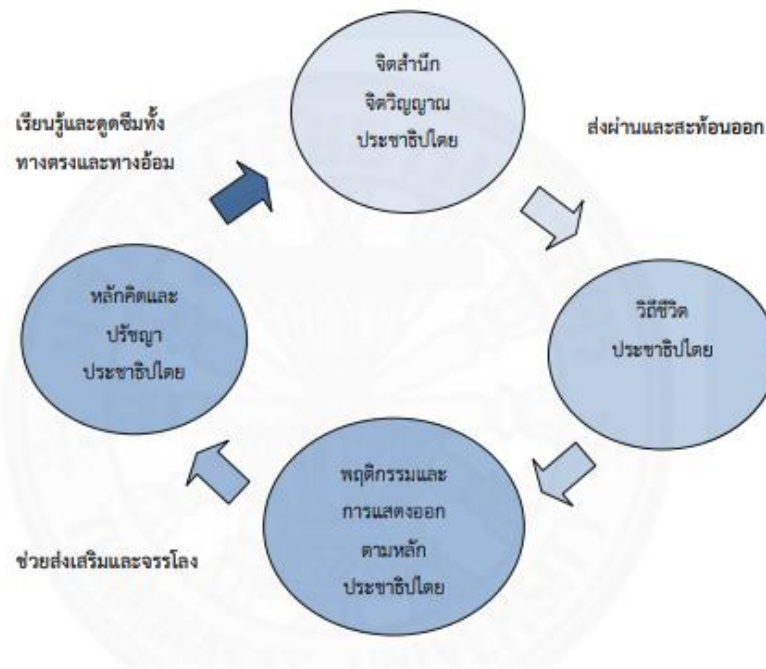 จิตสำนึก
จิตวิญญาณ
ประชาธิปไตย
เรียนรู้และดูดซึมทั้ง
ทางตรงและทางอ้อม
ส่งผ่านและสะท้อนออก
หลักคิดและ
ปรัชญา
ประชาธิปไตย
วิถีชีวิต
ประชาธิปไตย
พฤติกรรมและ
การแสดงออก
ตามหลัก
ประชาธิปไตย
ช่วยส่งเสริมและจรรโลง